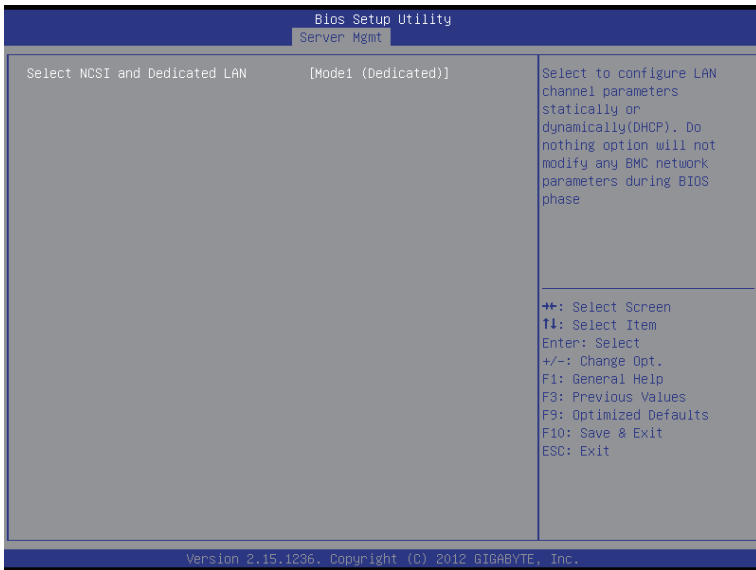 Bios Setup Utility
Server Mgmt
Select NCSI and Dedicated LAN [Mode1 (Dedicated)]
Select to configure LAN
channel parameters
statically or
dynamically(DHCP). Do
nothing option will not
modify any BMC network
parameters during BIOS
phase
→←: Select Screen
↑↓: Select Item
Enter: Select
+/-: Change Opt.
F1: General Help
F3: Previous Values
F9: Optimized Defaults
F10: Save & Exit
ESC: Exit
Version 2.15.1236. Copyright (C) 2012 GIGABYTE, Inc.